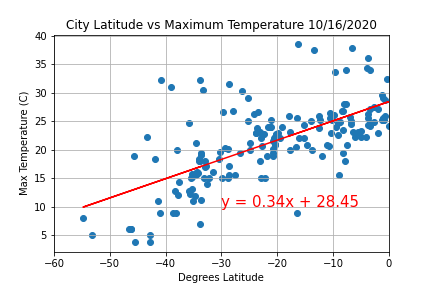 City Latitude vs Maximum Temperature 10/16/2020
Max Temperature (C)
40
35
30
25
20
15
10
5
y = 0.34x + 28.45
−60 −50 −40 −30 −20 −10 0
Degrees Latitude